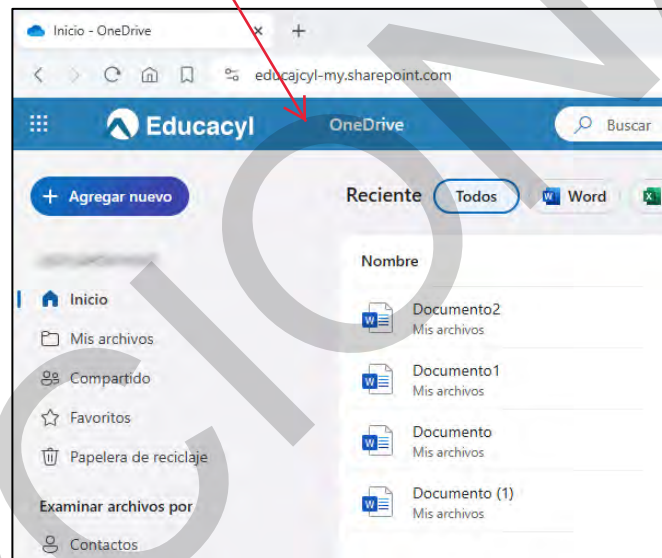 Inicio - OneDrive
educajcyl-my.sharepoint.com
Educacyl OneDrive Buscar
Agregar nuevo
Reciente Todos Word
Nombre
Inicio
Mis archivos
Compartido
Favoritos
Papelera de reciclaje
Examinar archivos por
Contactos
Documento2
Mis archivos
Documento1
Mis archivos
Documento
Mis archivos
Documento (1)
Mis archivos